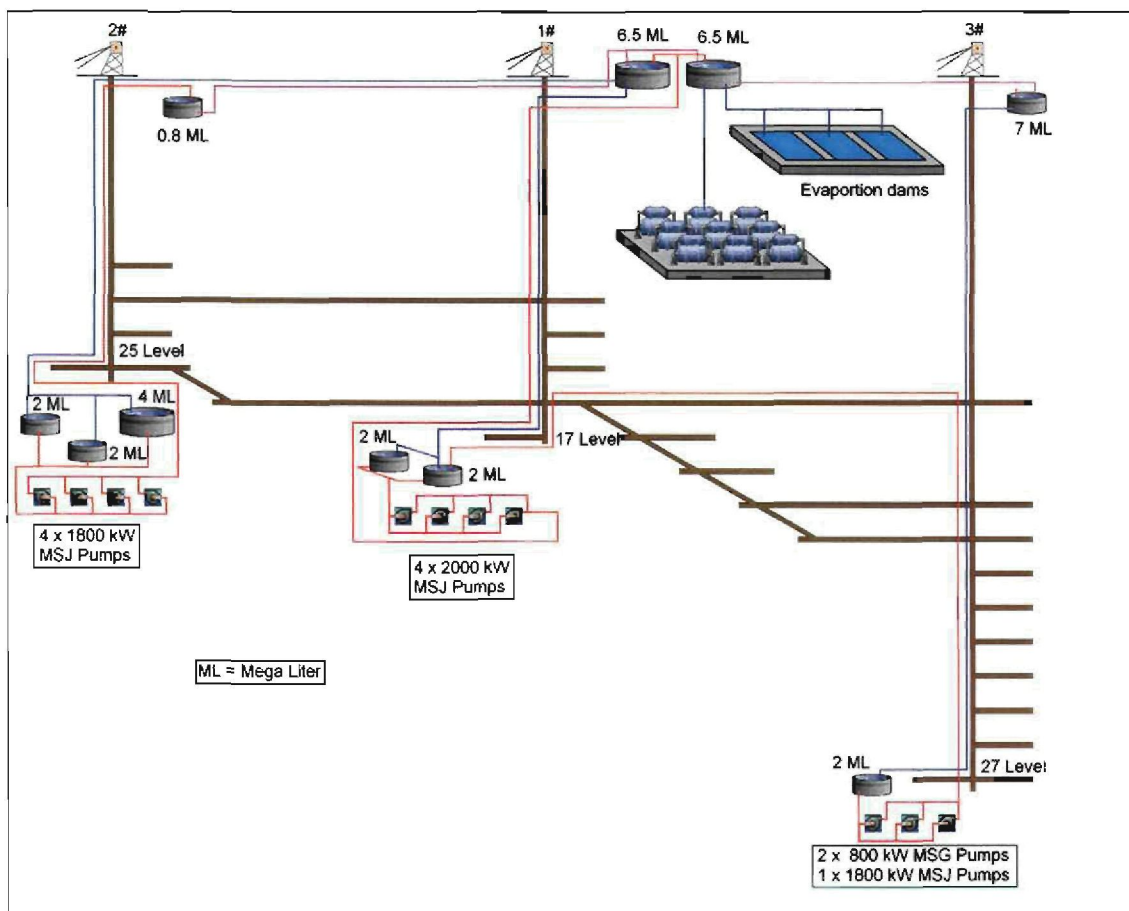 2#
1#
3#
6.5 ML
6.5 ML
0.8 ML
7 ML
Evaportion dams
25 Level
2 ML
4 ML
2 ML
17 Level
2 ML
2 ML
4 x 1800 kW
MSJ Pumps
4 x 2000 kW
MSJ Pumps
ML = Mega Liter
2 ML
27 Level
2 x  800 kW MSG Pumps
1 x 1800 kW MSJ Pumps